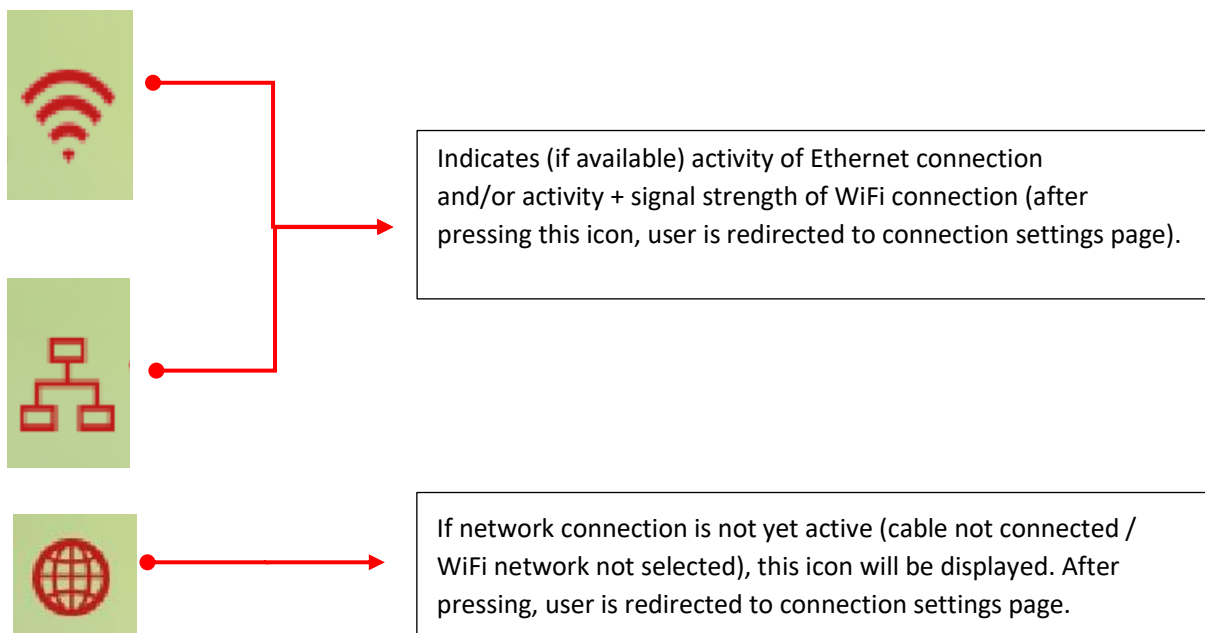 Indicates (if available) activity of Ethernet connection
and/or activity + signal strength of WiFi connection (after
pressing this icon, user is redirected to connection settings page).
If network connection is not yet active (cable not connected /
WiFi network not selected), this icon will be displayed. After
pressing, user is redirected to connection settings page.